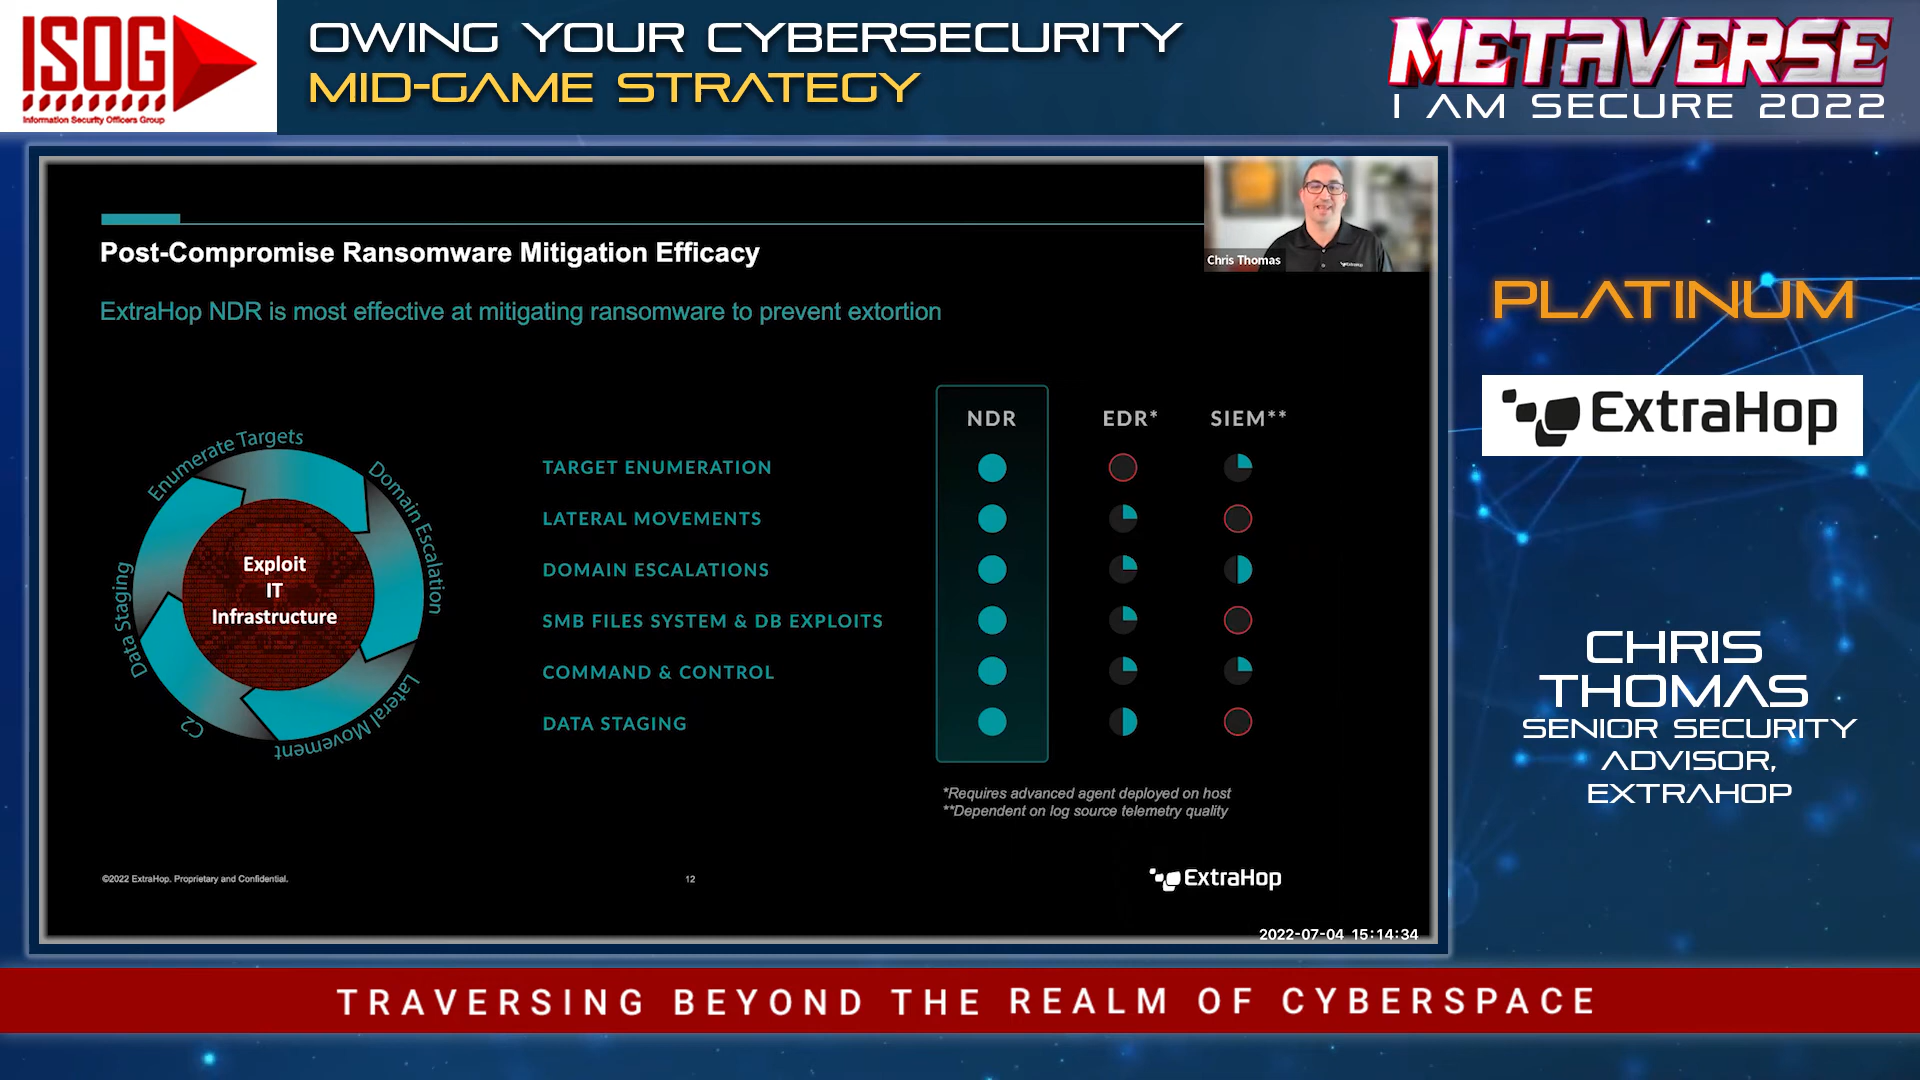 ISOG
Information Security Officers Group
OWING YOUR CYBERSECURITY
MID-GAME STRATEGY
METAVERSE
I AM SECURE 2022
Chris Thomas
Post-Compromise Ransomware Mitigation Efficacy
ExtraHop NDR is most effective at mitigating ransomware to prevent extortion
Enumerate Targets
Domain Escalation
Lateral Movement
C2
Data Staging
Exploit
IT
Infrastructure
NDR EDR* SIEM**
TARGET ENUMERATION
LATERAL MOVEMENTS
DOMAIN ESCALATIONS
SMB FILES SYSTEM & DB EXPLOITS
COMMAND & CONTROL
DATA STAGING
*Requires advanced agent deployed on host
**Dependent on log source telemetry quality
©2022 ExtraHop. Proprietary and Confidential.
12
ExtraHop
2022-07-04 15:14:34
PLATINUM
ExtraHop
CHRIS
THOMAS
SENIOR SECURITY
ADVISOR,
EXTRAHOP
TRAVERSING BEYOND THE REALM OF CYBERSPACE